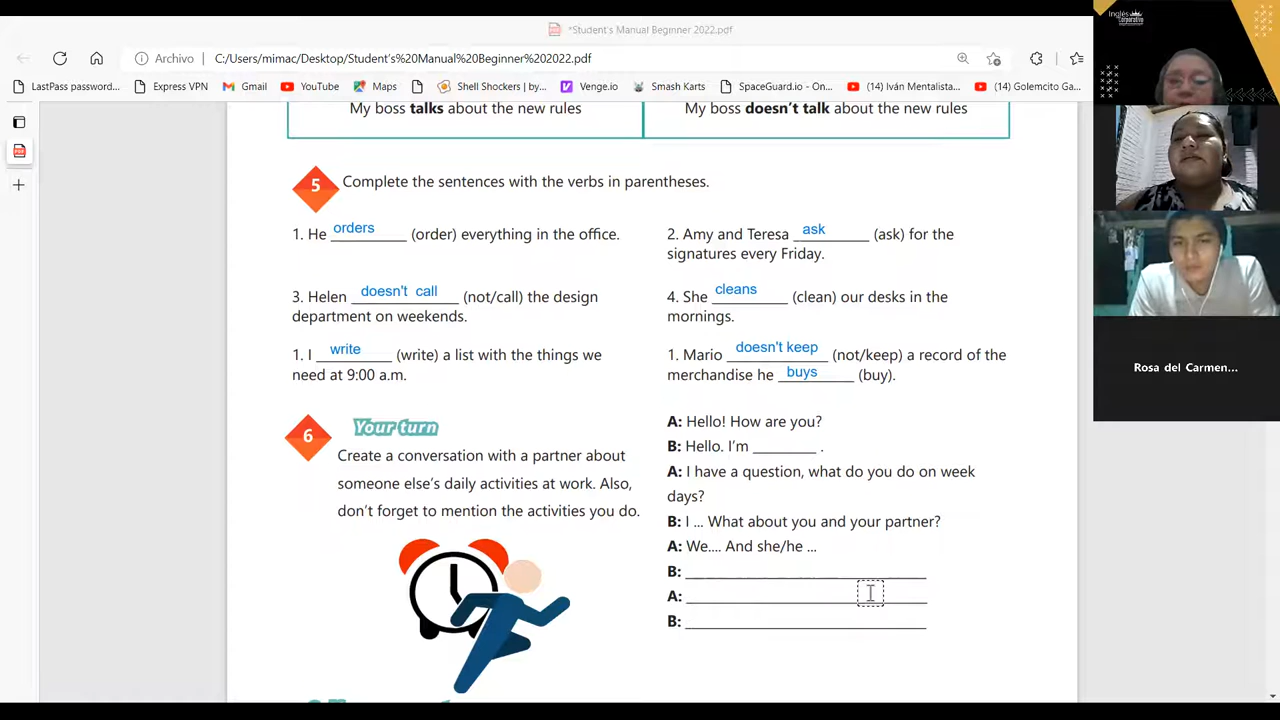 *Student's Manual Beginner 2022.pdf
Archivo
C:/Users/mimac/Desktop/Student's%20Manual%20Beginner%202022.pdf
LastPass password...
Express VPN
Gmail
YouTube
Maps
Shell Shockers | by...
Venge.io
Smash Karts
SpaceGuard.io - On...
(14) Iván Mentalista...
(14) Golemcito Ga...
Inglés
Corporativo
My boss talks about the new rules
My boss doesn't talk about the new rules
5
Complete the sentences with the verbs in parentheses.
1. He orders (order) everything in the office.
2. Amy and Teresa ask (ask) for the
signatures every Friday.
3. Helen doesn't call (not/call) the design
department on weekends.
4. She cleans (clean) our desks in the
mornings.
1. I write (write) a list with the things we
need at 9:00 a.m.
1. Mario doesn't keep (not/keep) a record of the
merchandise he buys (buy).
6
Your turn
Create a conversation with a partner about
someone else's daily activities at work. Also,
don't forget to mention the activities you do.
A: Hello! How are you?
B: Hello. I'm ________ .
A: I have a question, what do you do on week
days?
B: I ... What about you and your partner?
A: We.... And she/he ...
B: ______________________________
A: ______________________________
B: ______________________________
Rosa del Carmen...